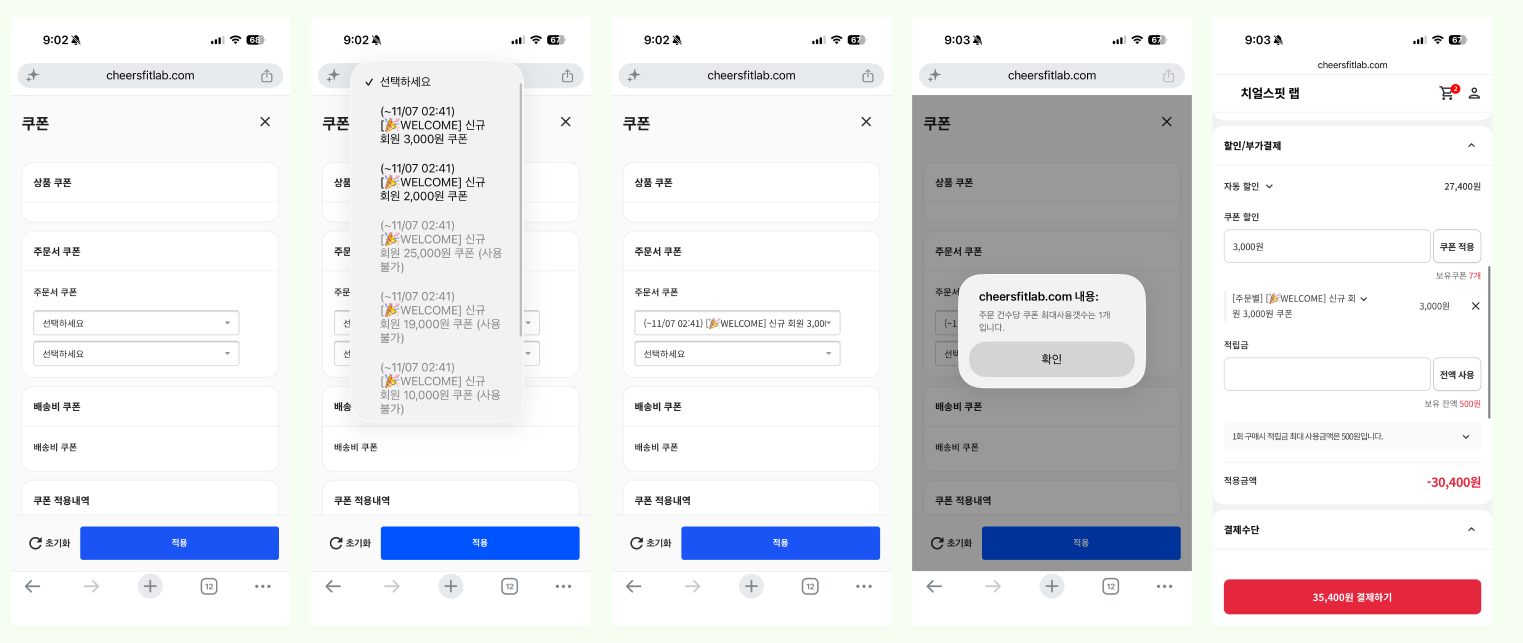 9:02
68
cheersfitlab.com
쿠폰
상품 쿠폰
주문서 쿠폰
주문서 쿠폰
선택하세요
선택하세요
배송비 쿠폰
배송비 쿠폰
쿠폰 적용내역
초기화
적용
12
9:02
67
선택하세요
(~11/07 02:41)
[🎉WELCOME] 신규
회원 3,000원 쿠폰
(~11/07 02:41)
[🎉WELCOME] 신규
회원 2,000원 쿠폰
(~11/07 02:41)
[🎉WELCOME] 신규
회원 25,000원 쿠폰 (사용
불가)
(~11/07 02:41)
[🎉WELCOME] 신규
회원 19,000원 쿠폰 (사용
불가)
(~11/07 02:41)
[🎉WELCOME] 신규
회원 10,000원 쿠폰 (사용
불가)
쿠폰
상품
주문서
주문
선
선
배송
배송비 쿠폰
쿠폰 적용내역
초기화
적용
12
9:02
67
cheersfitlab.com
쿠폰
상품 쿠폰
주문서 쿠폰
주문서 쿠폰
(~11/07 02:41) [🎉WELCOME] 신규 회원 3,00
선택하세요
배송비 쿠폰
배송비 쿠폰
쿠폰 적용내역
초기화
적용
12
9:03
67
cheersfitlab.com
쿠폰
상품 쿠폰
주문서 쿠폰
주문서
(~1
선택
cheersfitlab.com 내용:
주문 건수당 쿠폰 최대사용갯수는 1개
입니다.
확인
배송비 쿠폰
배송비 쿠폰
쿠폰 적용내역
초기화
적용
12
9:03
67
cheersfitlab.com
치얼스핏 랩
2
할인/부가결제
자동 할인
27,400원
쿠폰 할인
3,000원
쿠폰 적용
보유쿠폰 7개
[주문별] [🎉WELCOME] 신규 회
원 3,000원 쿠폰
3,000원
적립금
전액 사용
보유 잔액 500원
1회 구매시 적립금 최대 사용금액은 500원입니다.
적용금액
-30,400원
결제수단
35,400원 결제하기